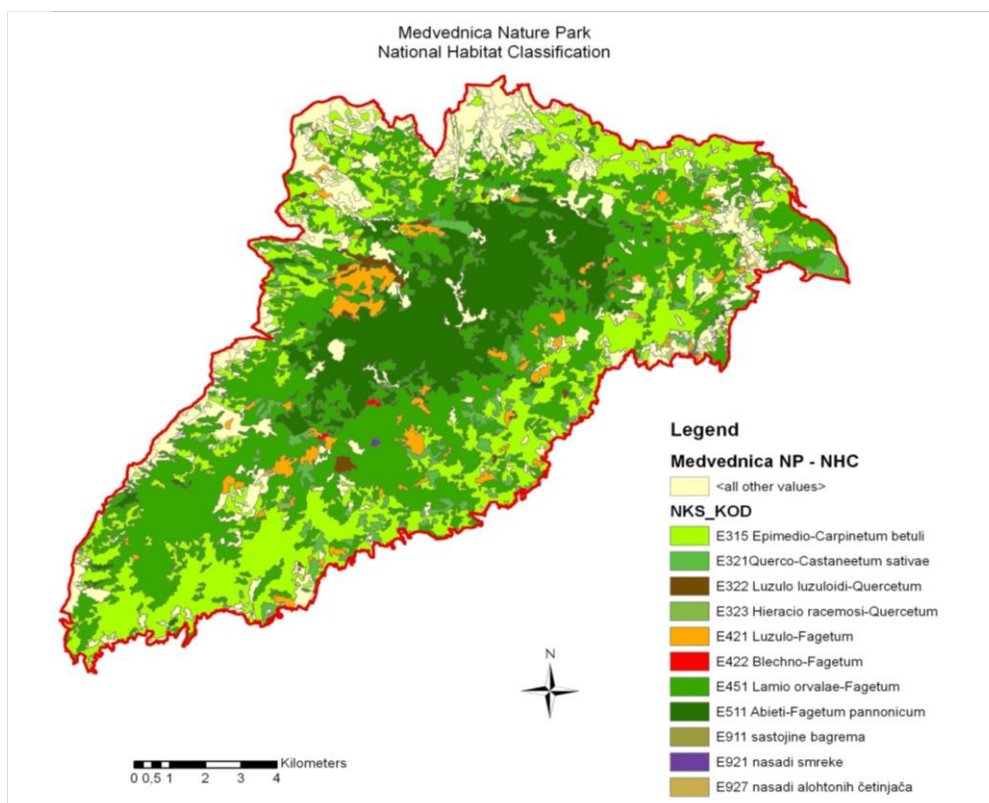 Medvednica Nature Park
National Habitat Classification
Legend
Medvednica NP - NHC
<all other values>
NKS_KOD
E315 Epimedio-Carpinetum betuli
E321Querco-Castaneetum sativae
E322 Luzulo luzuloidi-Quercetum
E323 Hieracio racemosi-Quercetum
E421 Luzulo-Fagetum
E422 Blechno-Fagetum
E451 Lamio orvalae-Fagetum
E511 Abieti-Fagetum pannonicum
E911 sastojine bagrema
E921 nasadi smreke
E927 nasadi alohtonih četinjača
N
Kilometers
0 0,5 1 2 3 4